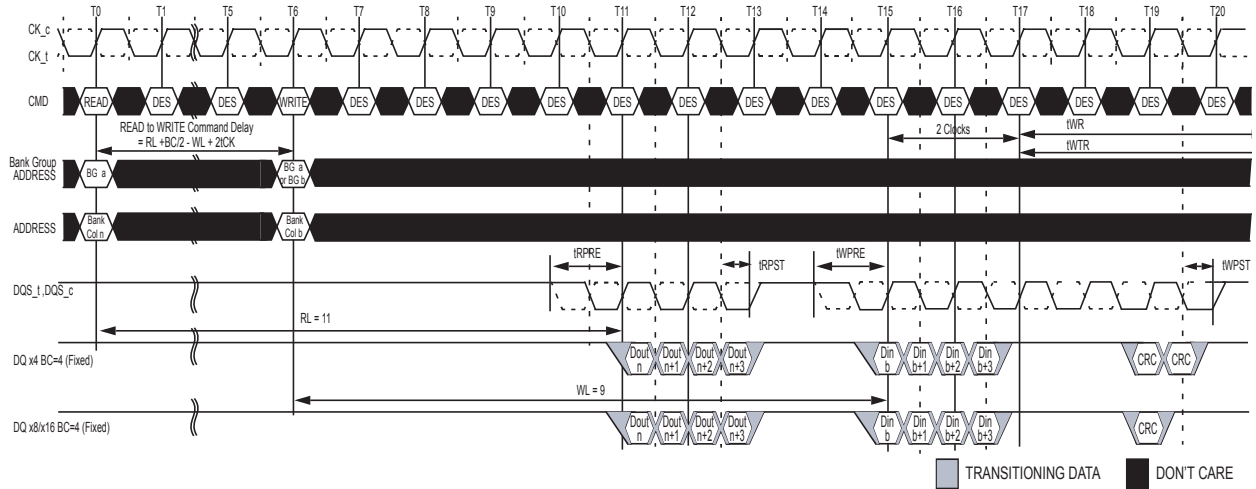 T0 T1 T5 T6 T7 T8 T9 T10 T11 T12 T13 T14 T15 T16 T17 T18 T19 T20
CK_c
CK_t
CMD READ DES DES WRITE DES DES DES DES DES DES DES DES DES DES DES DES DES DES
READ to WRITE Command Delay
= RL +BC/2 - WL + 2tCK
2 Clocks
tWR
tWTR
Bank Group
ADDRESS
BG a
BG a
or BG b
ADDRESS
Bank
Col n
Bank
Col b
tRPRE tRPST tWPRE tWPST
DQS_t ,DQS_c
RL = 11
DQ x4 BC=4 (Fixed)
Dout
n
Dout
n+1
Dout
n+2
Dout
n+3
Din
b
Din
b+1
Din
b+2
Din
b+3
CRC CRC
WL = 9
DQ x8/x16 BC=4 (Fixed)
Dout
n
Dout
n+1
Dout
n+2
Dout
n+3
Din
b
Din
b+1
Din
b+2
Din
b+3
CRC
TRANSITIONING DATA DON'T CARE